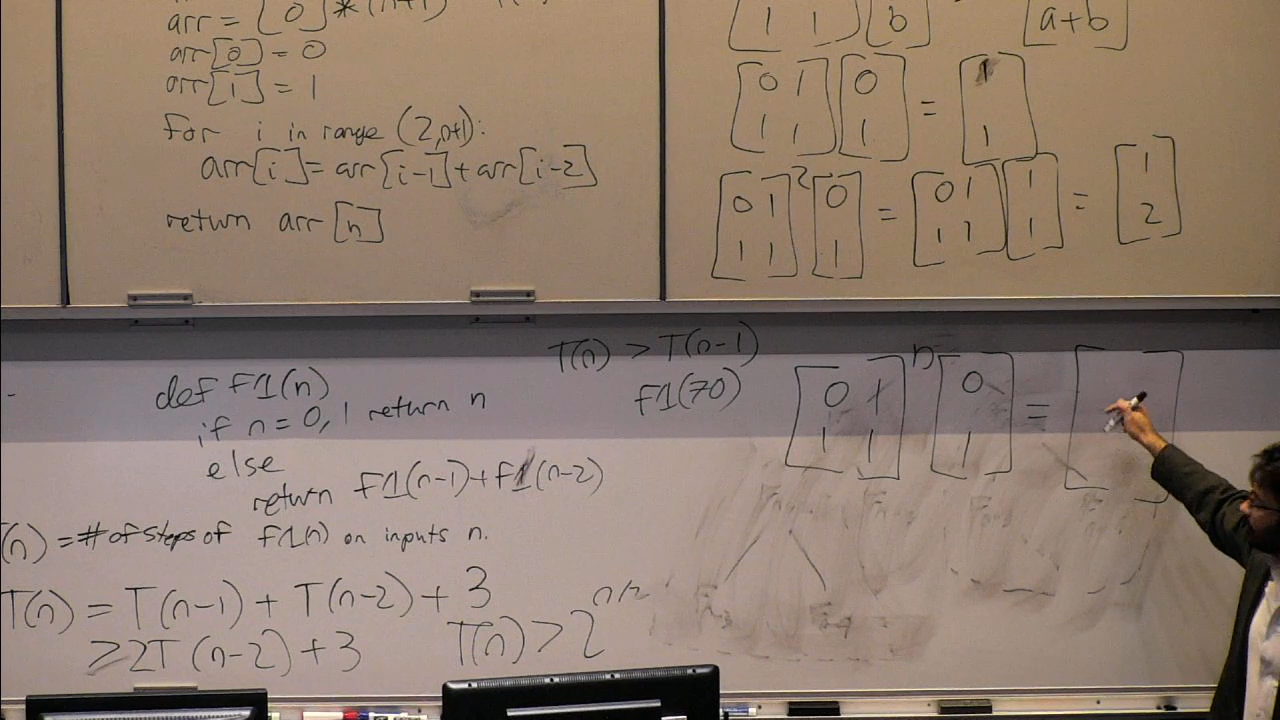 arr = [0]*(n+1)
arr[0] = 0
arr[1] = 1
for i in range (2,n+1):
arr[i]=arr[i-1]+arr[i-2]
return arr[n]
1 1 b a+b
0 1 0 1
1 1 1 = 1
0 1 2 0 0 1 1 1
1 1 1 = 1 1 1 = 2
T(n) > T(n-1)
f1(70)
def f1(n)
if n=0,1 return n
else
return f1(n-1)+f1(n-2)
(n) = # of steps of f1(n) on inputs n.
T(n) = T(n-1) + T(n-2) + 3
>2T(n-2)+3
T(n) > 2^n/2
0 1 n 0
1 1 1 =